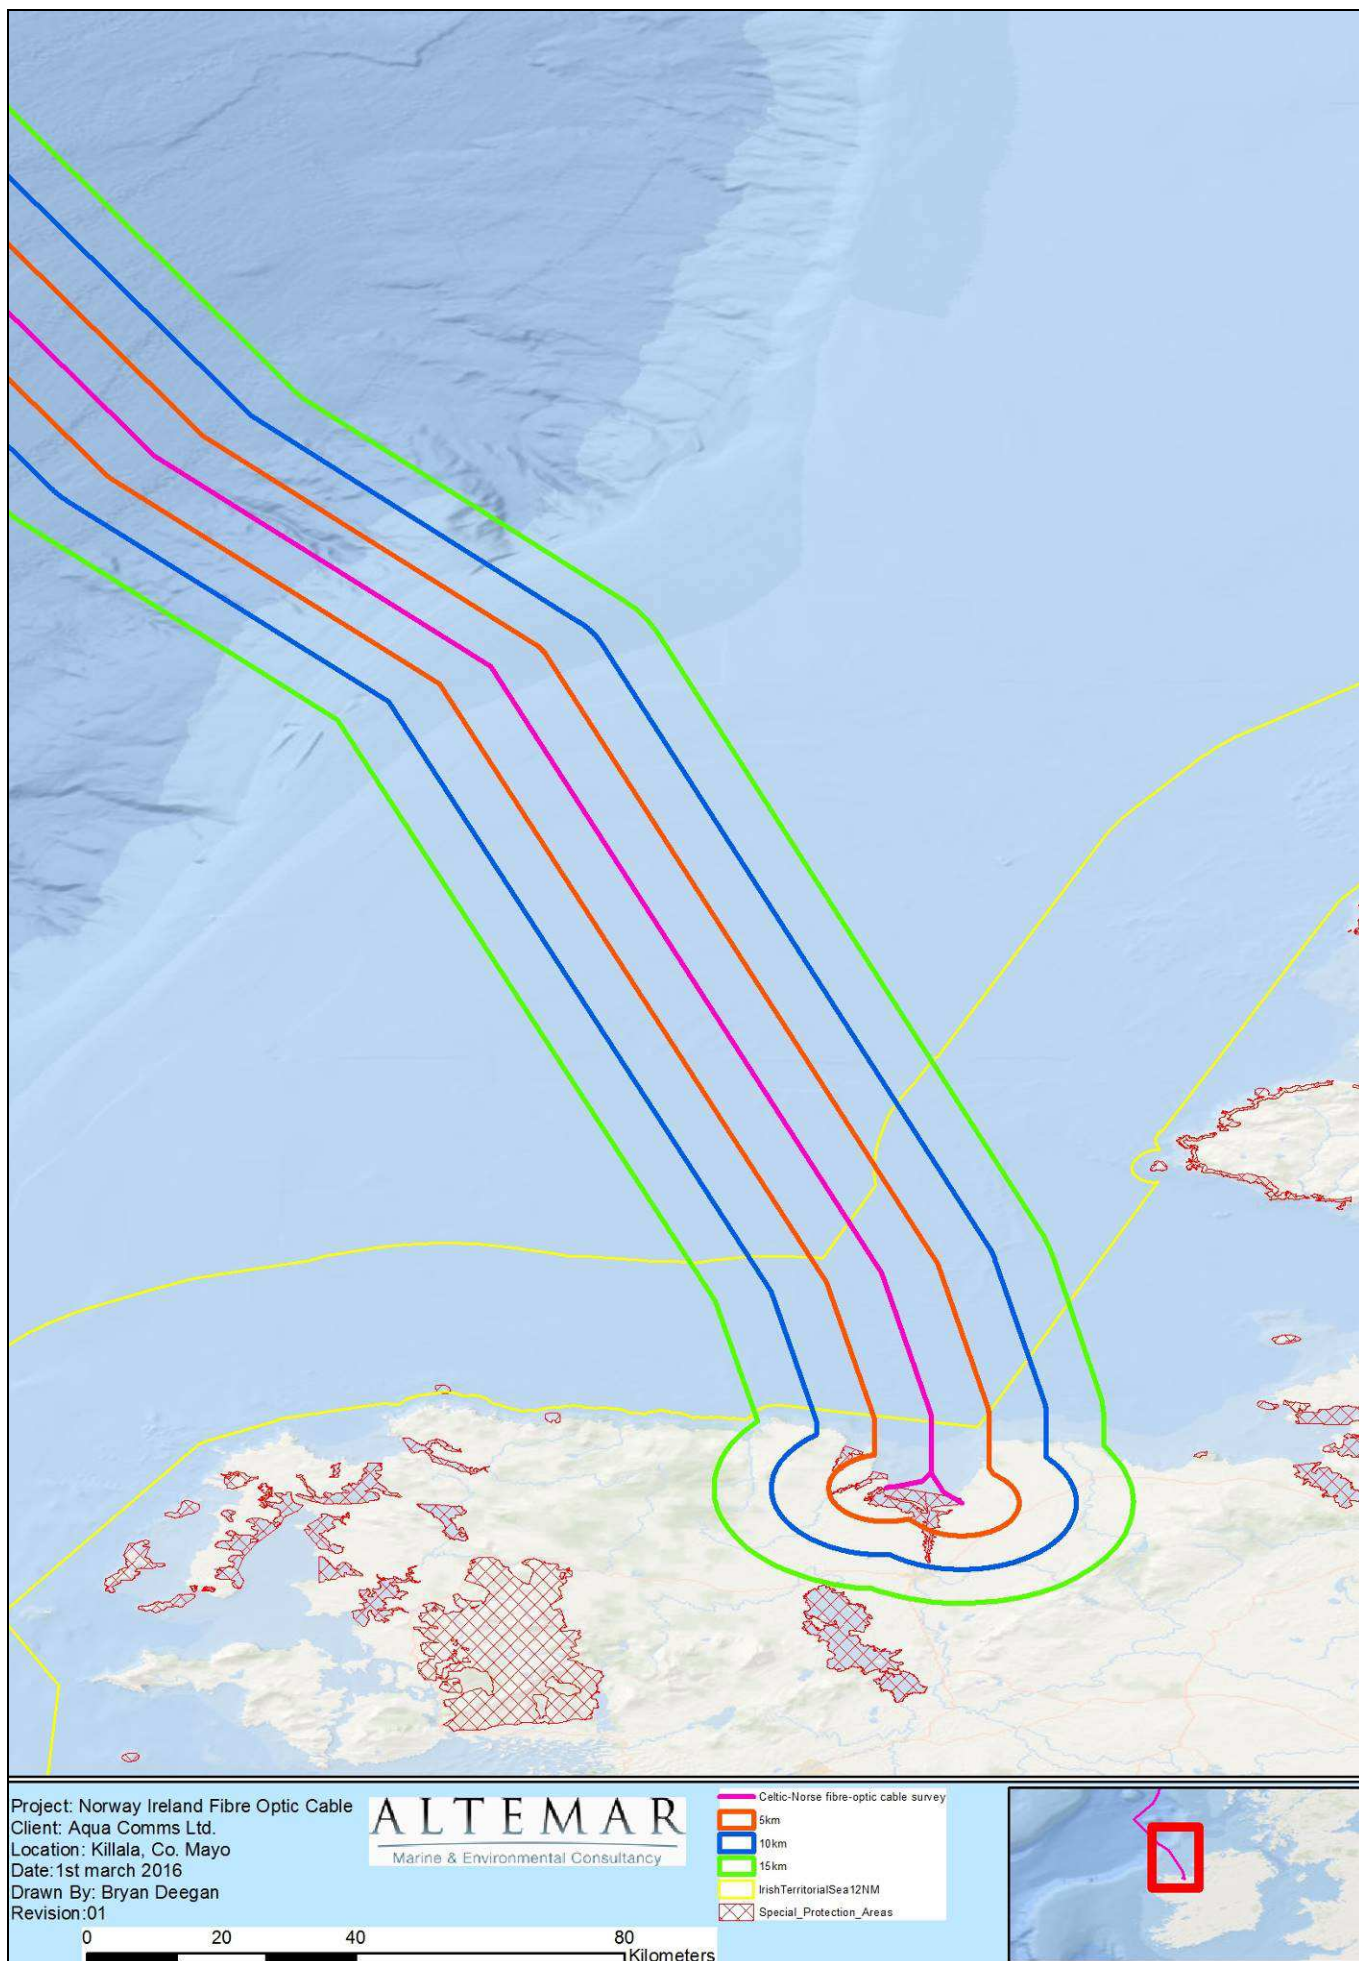 Project: Norway Ireland Fibre Optic Cable
Client: Aqua Comms Ltd.
Location: Killala, Co. Mayo
Date:1st march 2016
Drawn By: Bryan Deegan
Revision:01
0 20 40 80
Kilometers
ALTEMAR
Marine & Environmental Consultancy
Celtic-Norse fibre-optic cable survey
5km
10km
15km
IrishTerritorialSea12NM
Special_Protection_Areas